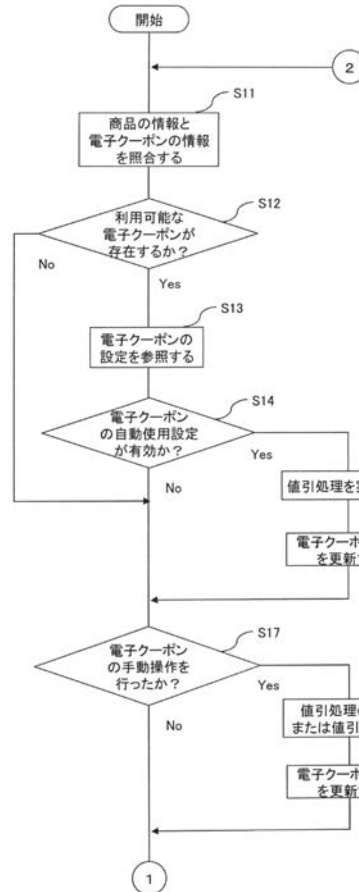 開始
2
S11
商品の情報と
電子クーポンの情報
を照合する
S12
利用可能な
電子クーポンが
存在するか？
No
Yes
S13
電子クーポンの
設定を参照する
S14
電子クーポン
の自動使用設定
が有効か？
Yes
No
値引処理を
電子クーポ
を更新
S17
電子クーポン
の手動操作を
行ったか？
Yes
No
値引処理
または値引
電子クーポ
を更新
1